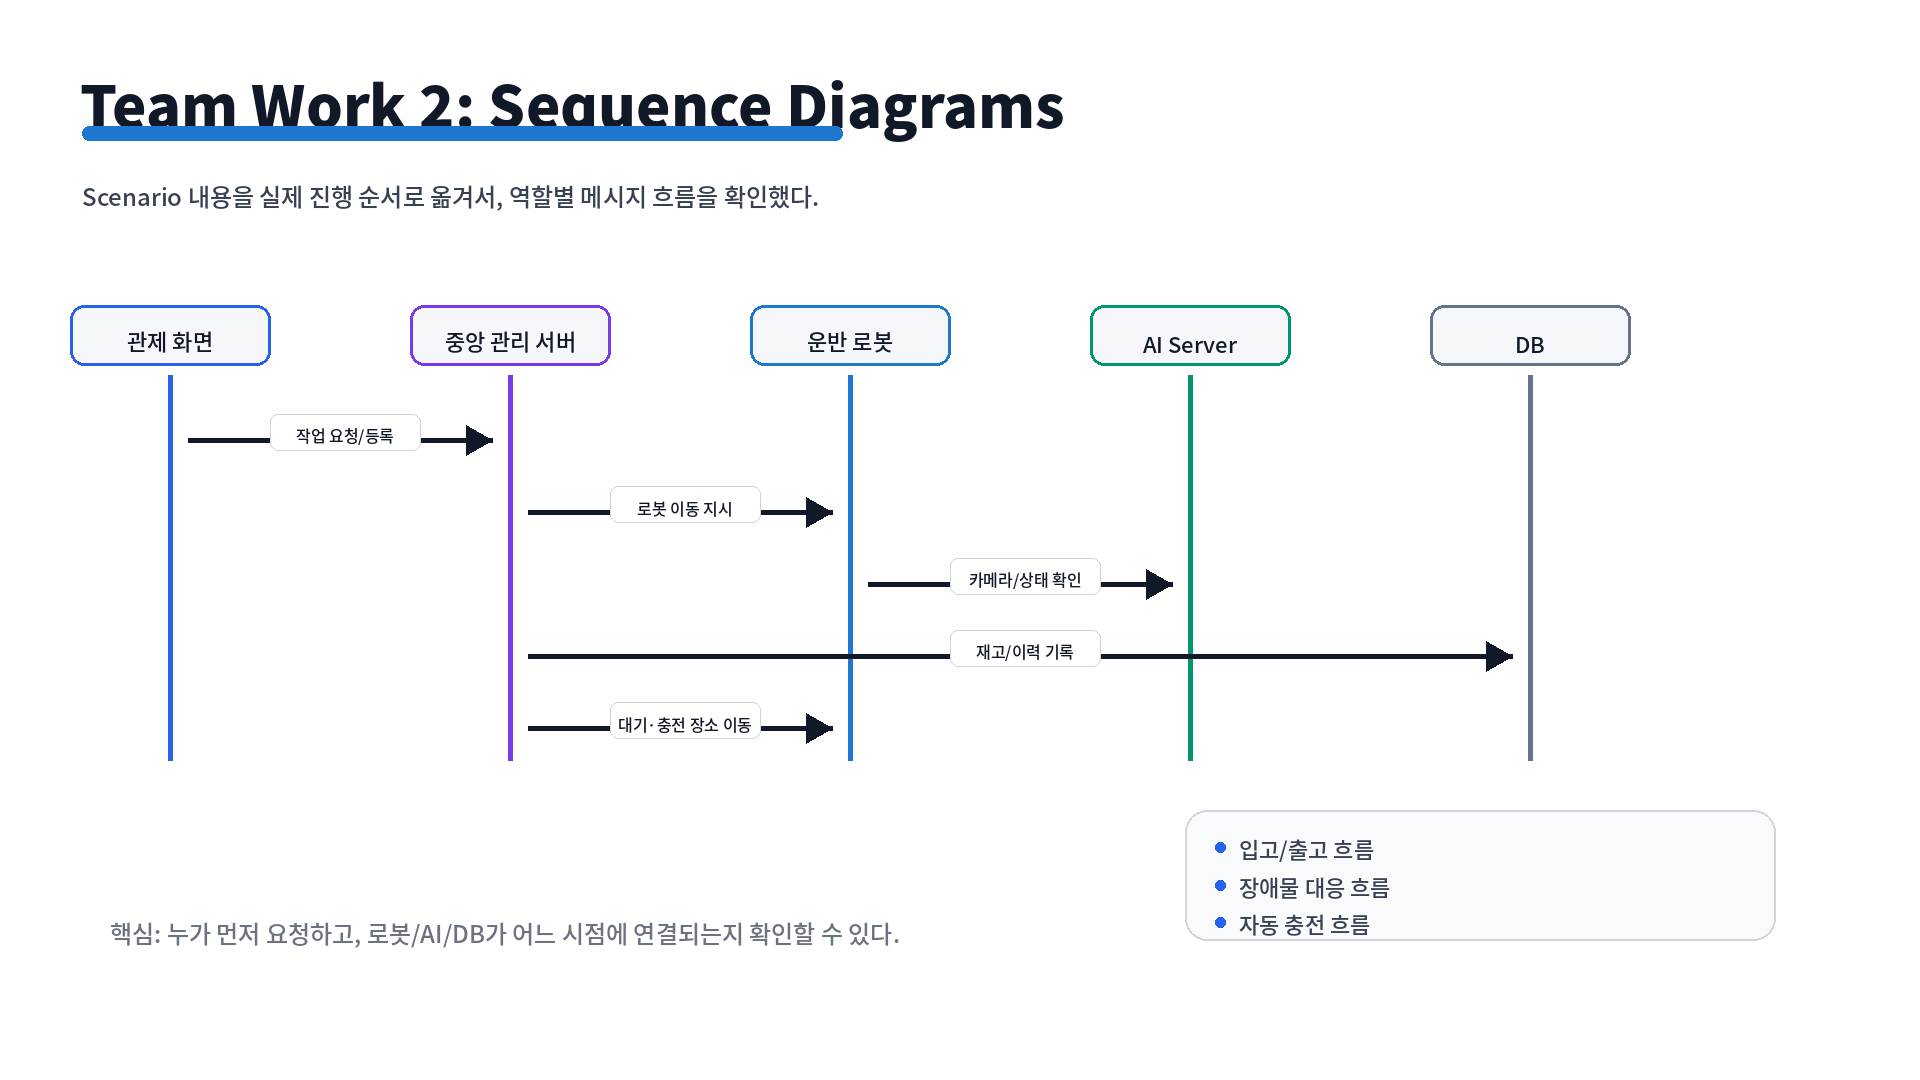 Team Work 2: Sequence Diagrams
Scenario 내용을 실제 진행 순서로 옮겨서, 역할별 메시지 흐름을 확인했다.
관제 화면
중앙 관리 서버
운반 로봇
AI Server
DB
작업 요청/등록
로봇 이동 지시
카메라/상태 확인
재고/이력 기록
대기·충전 장소 이동
입고/출고 흐름
장애물 대응 흐름
자동 충전 흐름
핵심: 누가 먼저 요청하고, 로봇/AI/DB가 어느 시점에 연결되는지 확인할 수 있다.